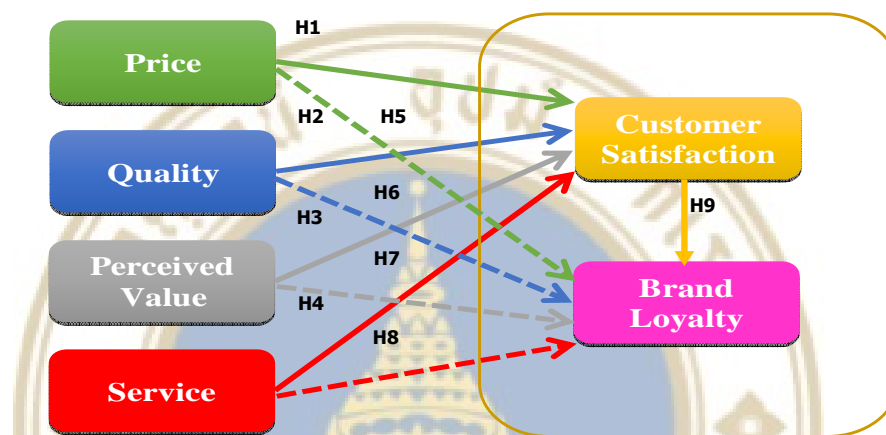 H1
Price
H2
H5
Customer
Satisfaction
Quality
H6
H3
H9
Perceived
Value
H7
H4
Brand
Loyalty
H8
Service